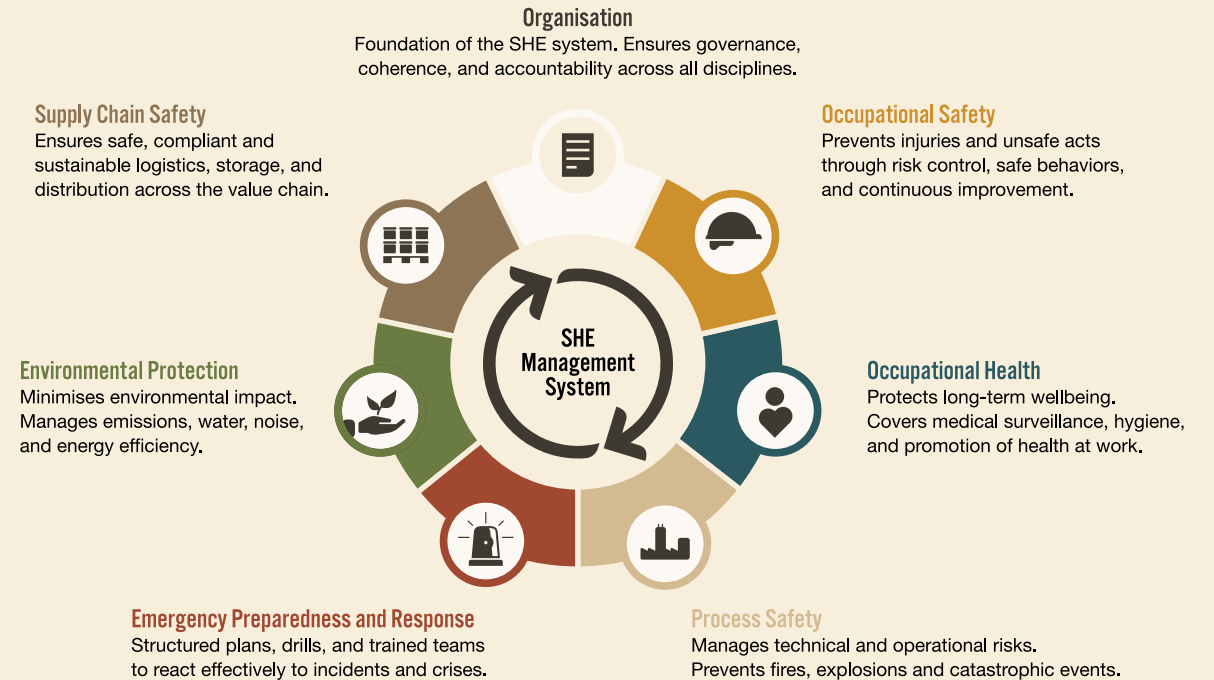 Organisation
Foundation of the SHE system. Ensures governance,
coherence, and accountability across all disciplines.
Supply Chain Safety
Ensures safe, compliant and
sustainable logistics, storage, and
distribution across the value chain.
Occupational Safety
Prevents injuries and unsafe acts
through risk control, safe behaviors,
and continuous improvement.
SHE
Management
System
Environmental Protection
Minimises environmental impact.
Manages emissions, water, noise,
and energy efficiency.
Occupational Health
Protects long-term wellbeing.
Covers medical surveillance, hygiene,
and promotion of health at work.
Emergency Preparedness and Response
Structured plans, drills, and trained teams
to react effectively to incidents and crises.
Process Safety
Manages technical and operational risks.
Prevents fires, explosions and catastrophic events.